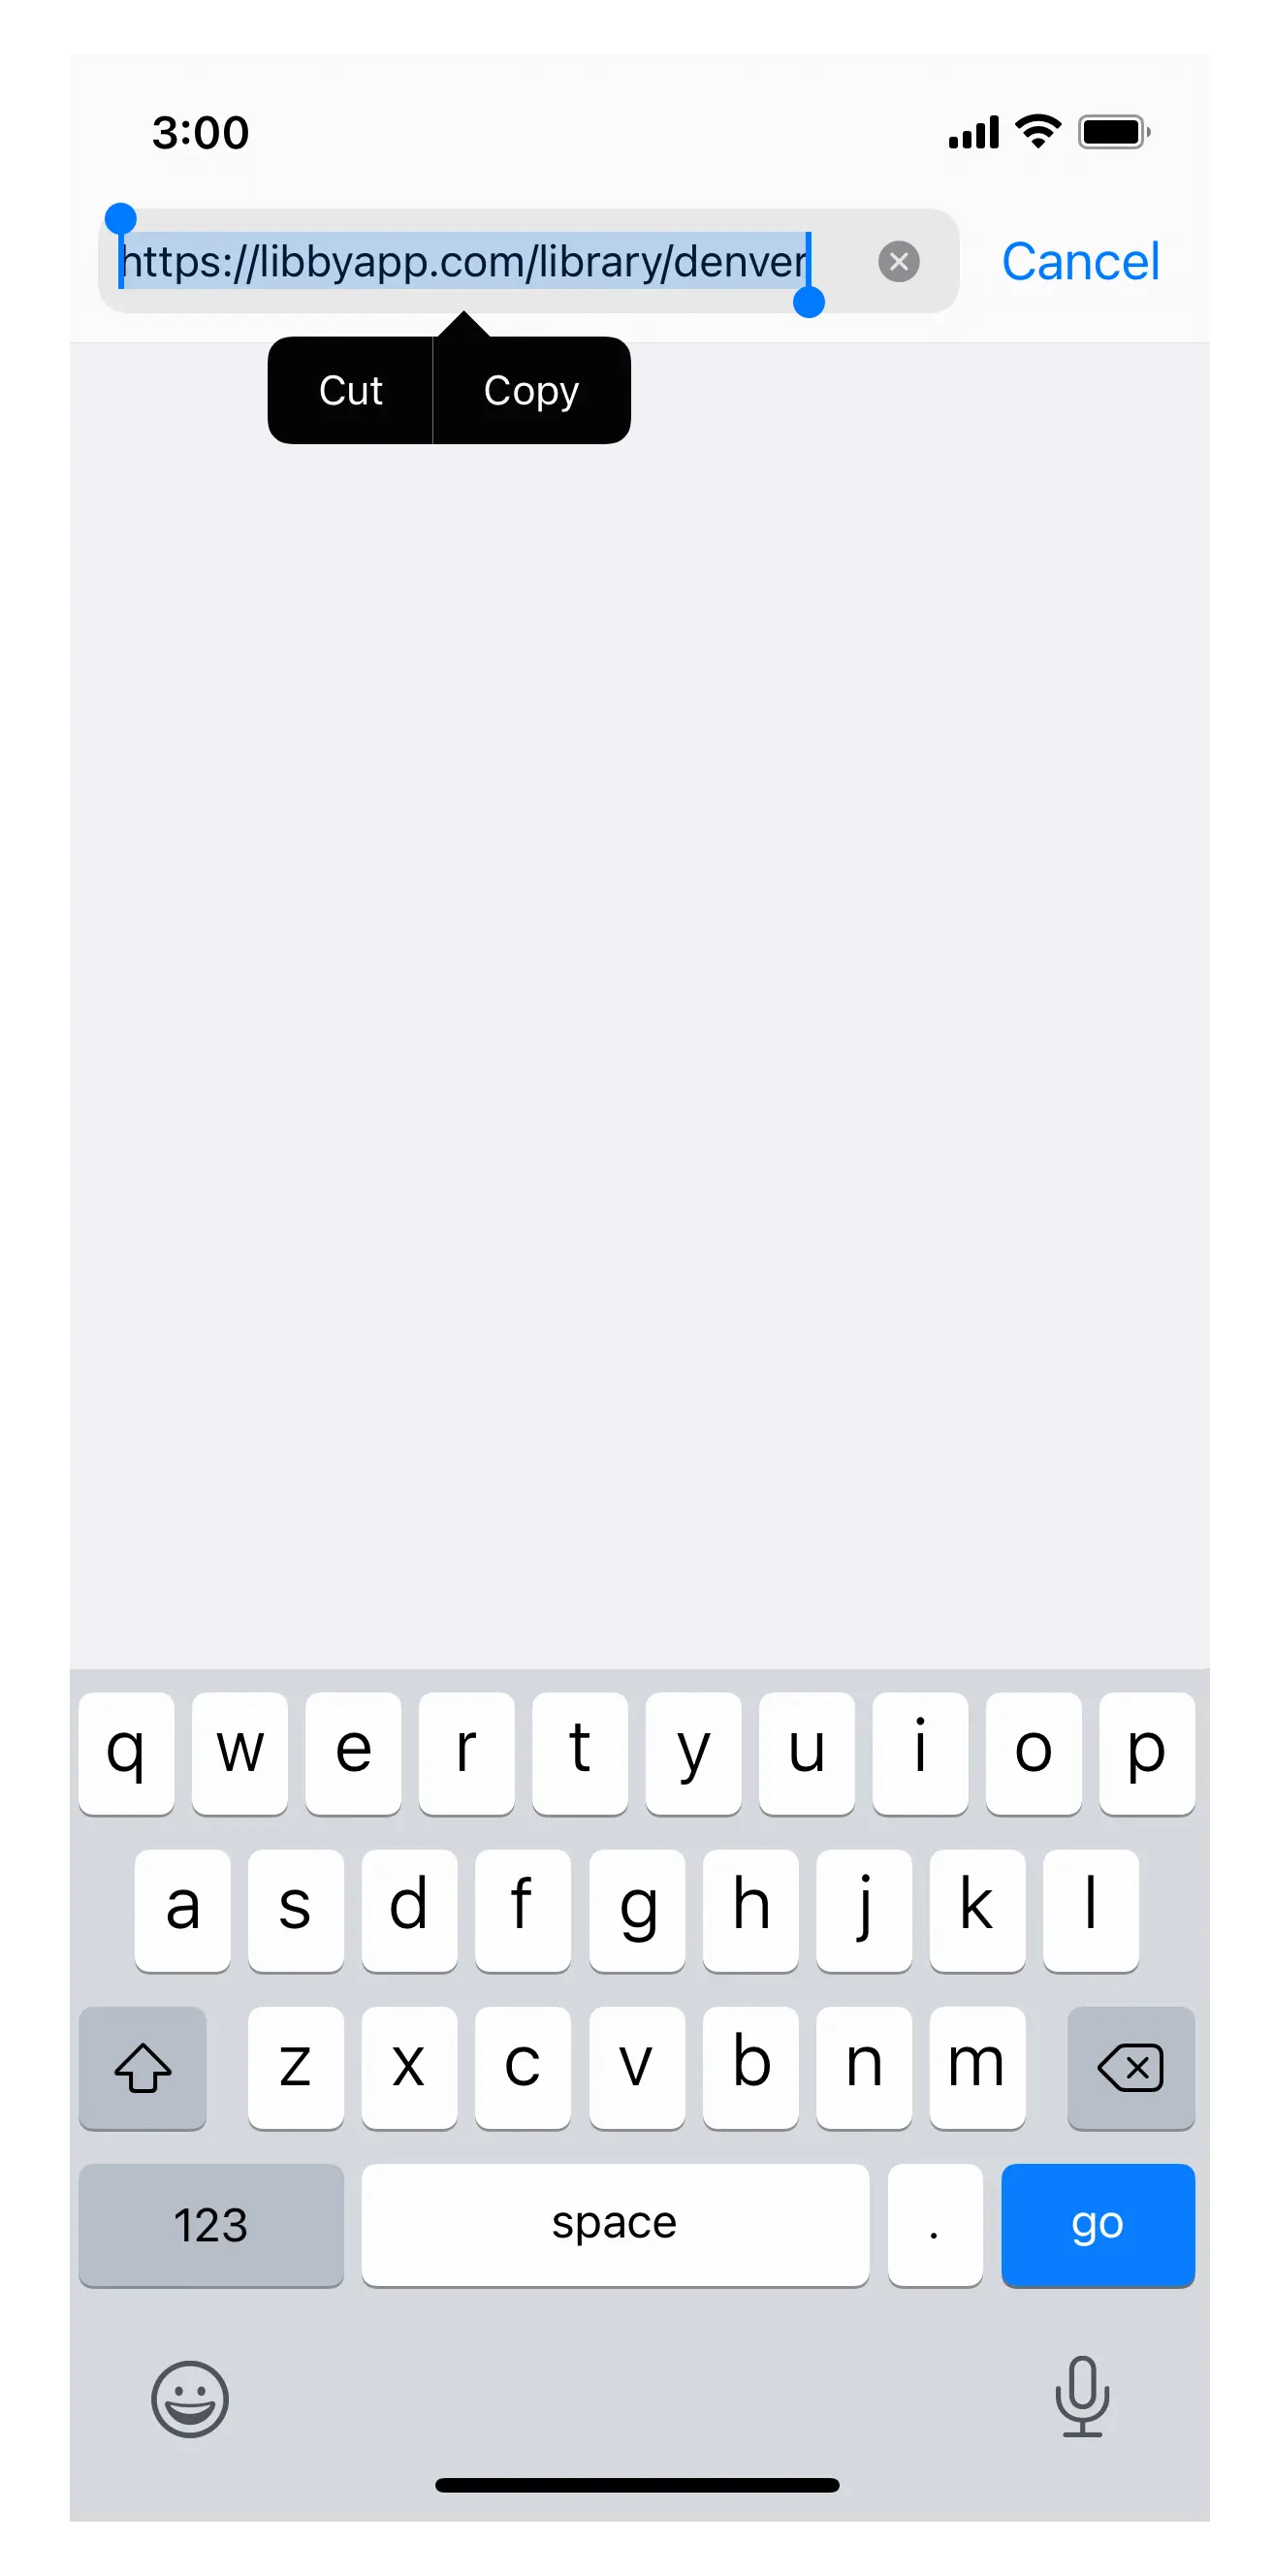 3:00
https://libbyapp.com/library/denver
Cancel
Cut Copy
q w e r t y u i o p
a s d f g h j k l
z x c v b n m
123 space . go